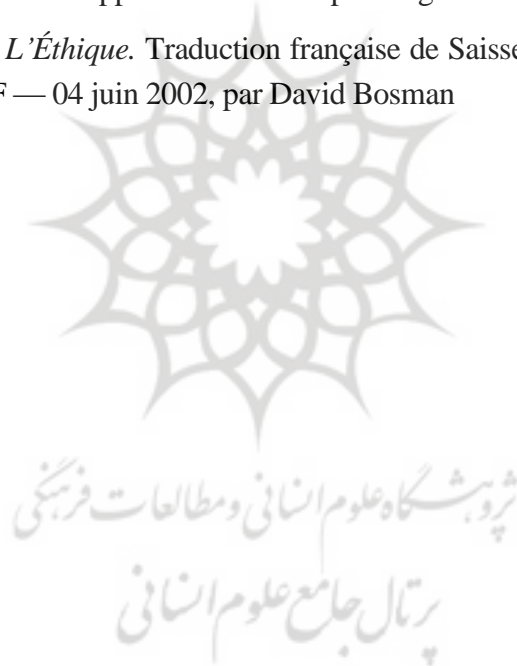 L'Éthique. Traduction française de Saisse
— 04 juin 2002, par David Bosman
پژوهشگاه علوم انسانی و مطالعات فرهنگی
پرتال جامع علوم انسانی